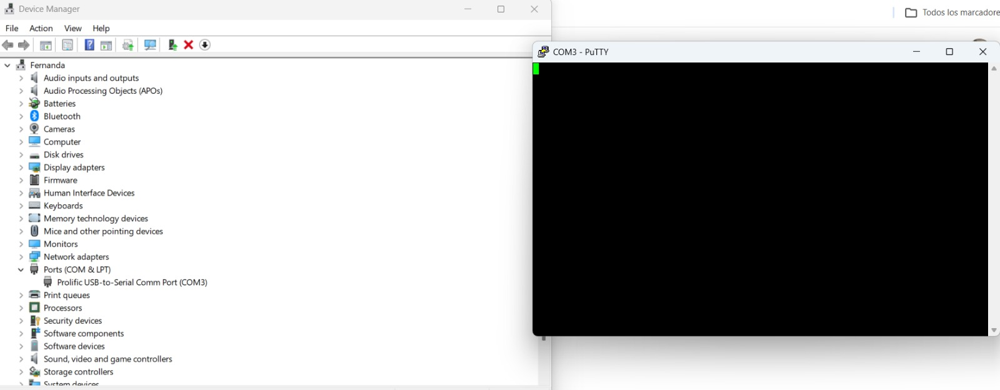 Device Manager
File Action View Help
Fernanda
Audio inputs and outputs
Audio Processing Objects (APOs)
Batteries
Bluetooth
Cameras
Computer
Disk drives
Display adapters
Firmware
Human Interface Devices
Keyboards
Memory technology devices
Mice and other pointing devices
Monitors
Network adapters
Ports (COM & LPT)
Prolific USB-to-Serial Comm Port (COM3)
Print queues
Processors
Security devices
Software components
Software devices
Sound, video and game controllers
Storage controllers
System devices
Todos los marcadore
COM3 - PuTTY